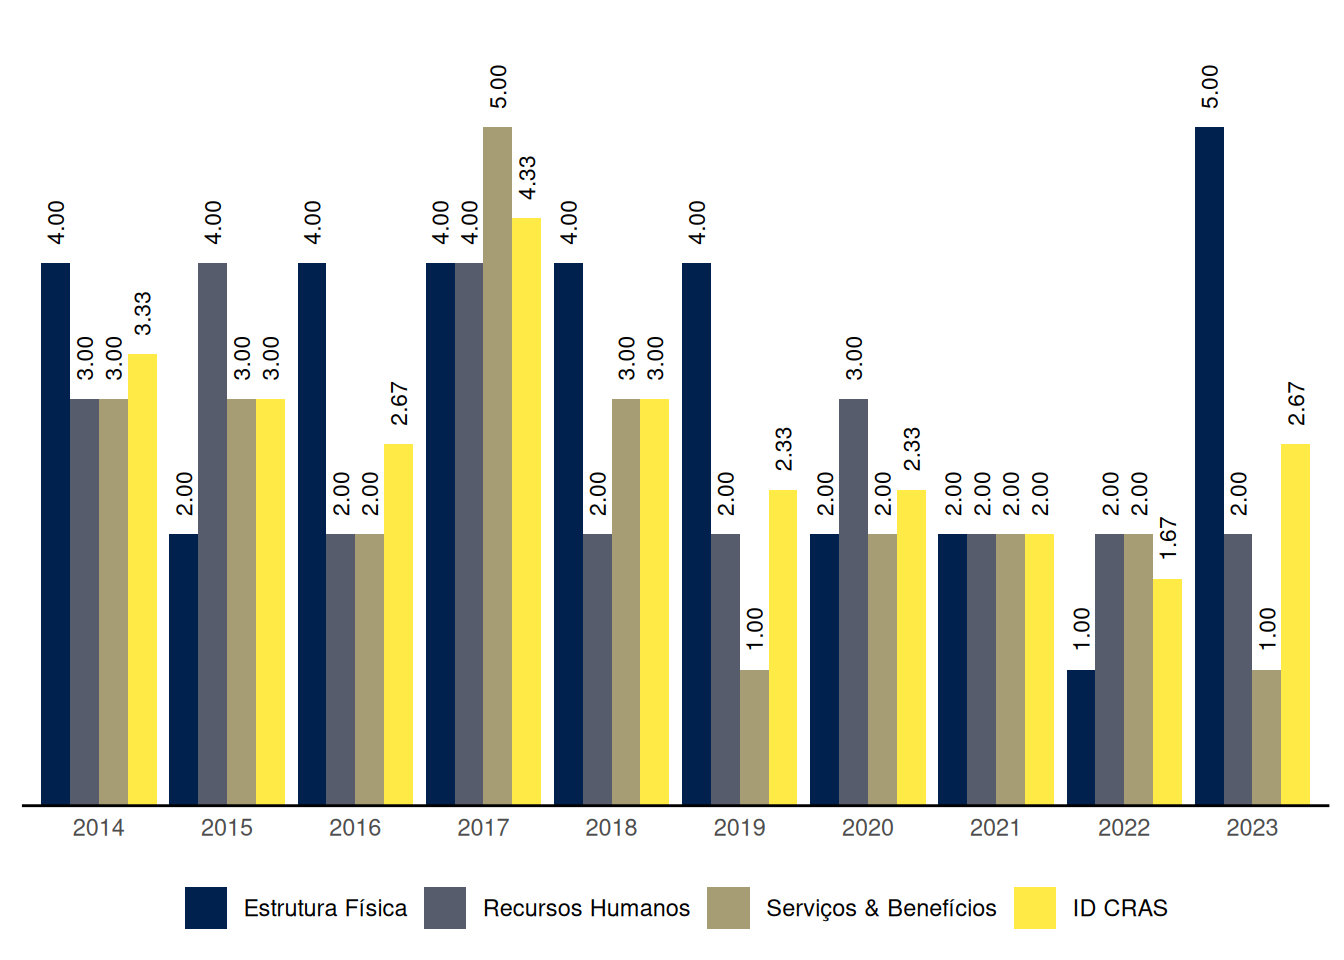 4.00 3.00 3.00 3.33 2.00 4.00 3.00 3.00 4.00 2.00 2.00 2.67 4.00 4.00 5.00 4.33 4.00 2.00 3.00 3.00 4.00 2.00 1.00 2.33 2.00 3.00 2.00 2.33 2.00 2.00 2.00 2.00 1.00 2.00 2.00 1.67 5.00 2.00 1.00 2.67
2014 2015 2016 2017 2018 2019 2020 2021 2022 2023
Estrutura Física Recursos Humanos Serviços & Benefícios ID CRAS